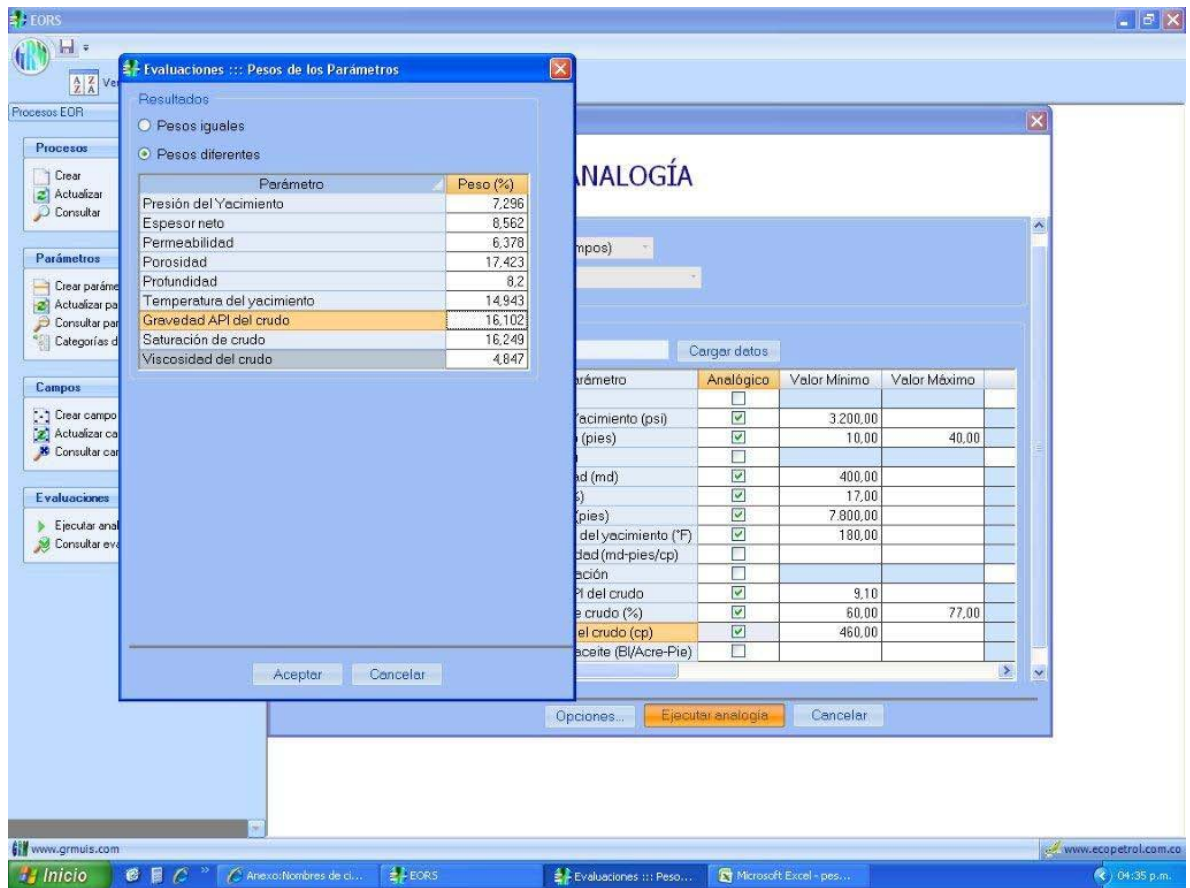 EORS
GRM
A Z
Z A
Ve
Procesos EOR
Procesos
Crear
Actualizar
Consultar
Parámetros
Crear paráme
Actualizar pa
Consultar par
Categorías d
Campos
Crear campo
Actualizar ca
Consultar car
Evaluaciones
Ejecutar anal
Consultar eva
Evaluaciones ::: Pesos de los Parámetros
Resultados
Pesos iguales
Pesos diferentes
Parámetro Peso (%)
Presión del Yacimiento 7,296
Espesor neto 8,562
Permeabilidad 6,378
Porosidad 17,423
Profundidad 8,2
Temperatura del yacimiento 14,943
Gravedad API del crudo 16,102
Saturación de crudo 16,249
Viscosidad del crudo 4,847
Aceptar Cancelar
NALOGÍA
mpos)
Cargar datos
arámetro Analógico Valor Mínimo Valor Máximo
acimiento (psi) 3.200,00
(pies) 10,00 40,00
ad (md) 400,00
%) 17,00
(pies) 7.800,00
del yacimiento (°F) 180,00
dad (md-pies/cp)
ación
PI del crudo 9,10
e crudo (%) 60,00 77,00
el crudo (cp) 460,00
aceite (Bl/Acre-Pie)
Opciones... Ejecutar analogía Cancelar
www.grmuis.com www.ecopetrol.com.co
Inicio Anexo:Nombres de ci... EORS Evaluaciones ::: Peso... Microsoft Excel - pes... 04:35 p.m.